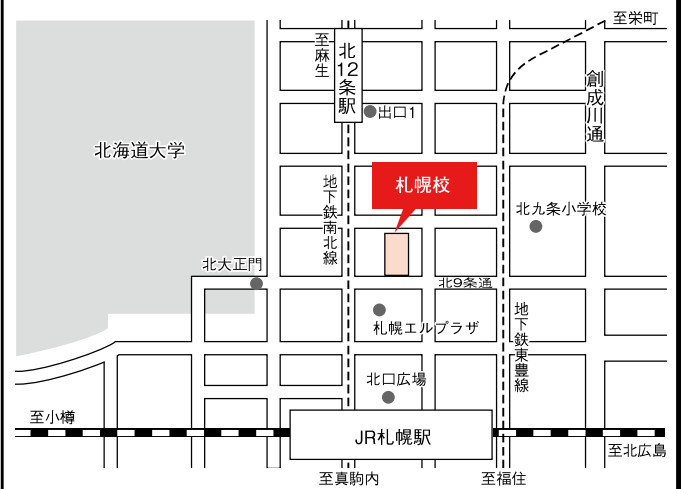 至栄町
至麻生
北12条駅
創成川通
出口1
北海道大学
札幌校
地下鉄南北線
北九条小学校
北大正門
北9条通
地下鉄東豊線
札幌エルプラザ
北口広場
至小樽
JR札幌駅
至北広島
至真駒内
至福住